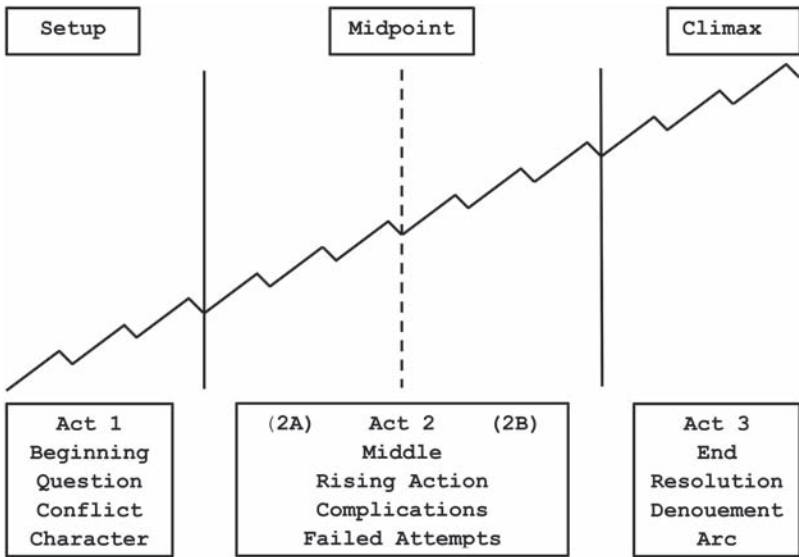 Setup
Midpoint
Climax
Act 1
Beginning
Question
Conflict
Character
(2A) Act 2 (2B)
Middle
Rising Action
Complications
Failed Attempts
Act 3
End
Resolution
Denouement
Arc